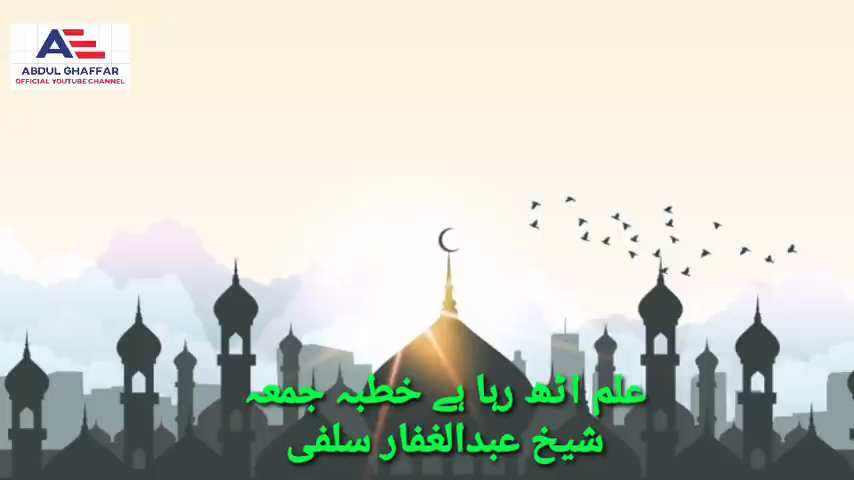 ABDUL GHAFFAR
OFFICIAL YOUTUBE CHANNEL
علم اٹھ رہا ہے خطبہ جمعہ
شیخ عبدالغفار سلفی